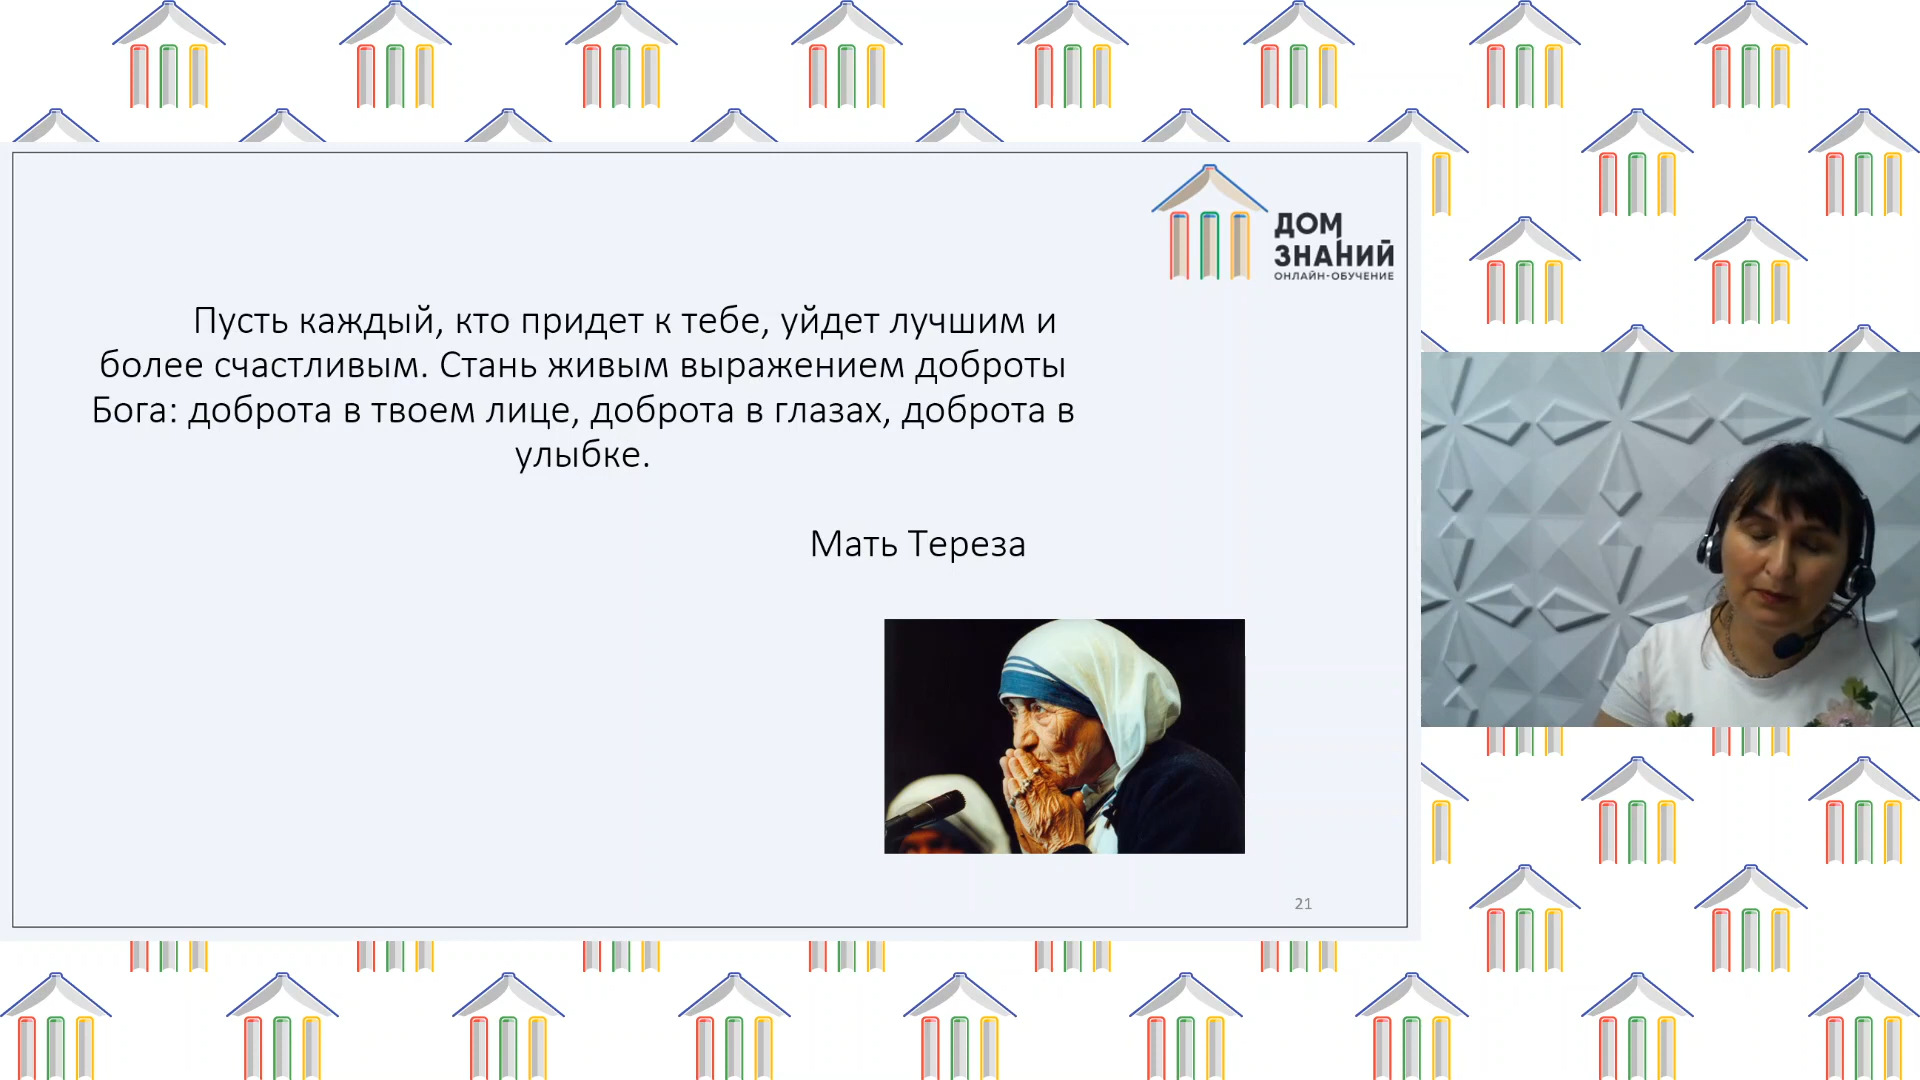 ДОМ
ЗНАНИЙ
ОНЛАЙН-ОБУЧЕНИЕ
Пусть каждый, кто придет к тебе, уйдет лучшим и
более счастливым. Стань живым выражением доброты
Бога: доброта в твоем лице, доброта в глазах, доброта в
улыбке.
Мать Тереза
21